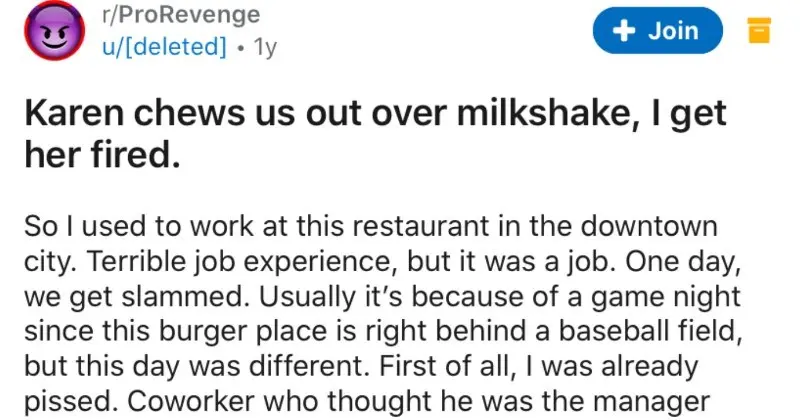 r/ProRevenge
u/[deleted] • 1y
Join
Karen chews us out over milkshake, I get
her fired.
So I used to work at this restaurant in the downtown
city. Terrible job experience, but it was a job. One day,
we get slammed. Usually it’s because of a game night
since this burger place is right behind a baseball field,
but this day was different. First of all, I was already
pissed. Coworker who thought he was the manager